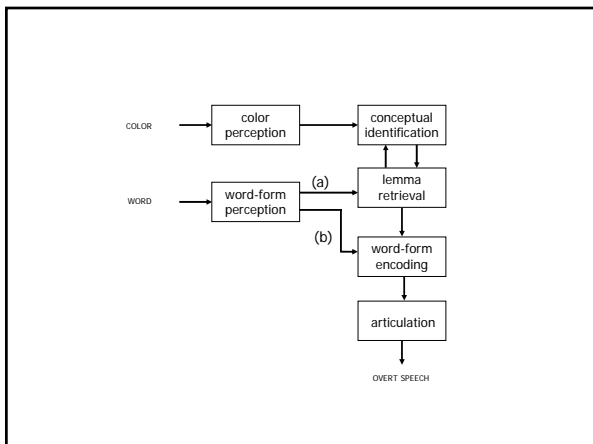 COLOR
color
perception
conceptual
identification
WORD
word-form
perception
(a)
lemma
retrieval
(b)
word-form
encoding
articulation
OVERT SPEECH